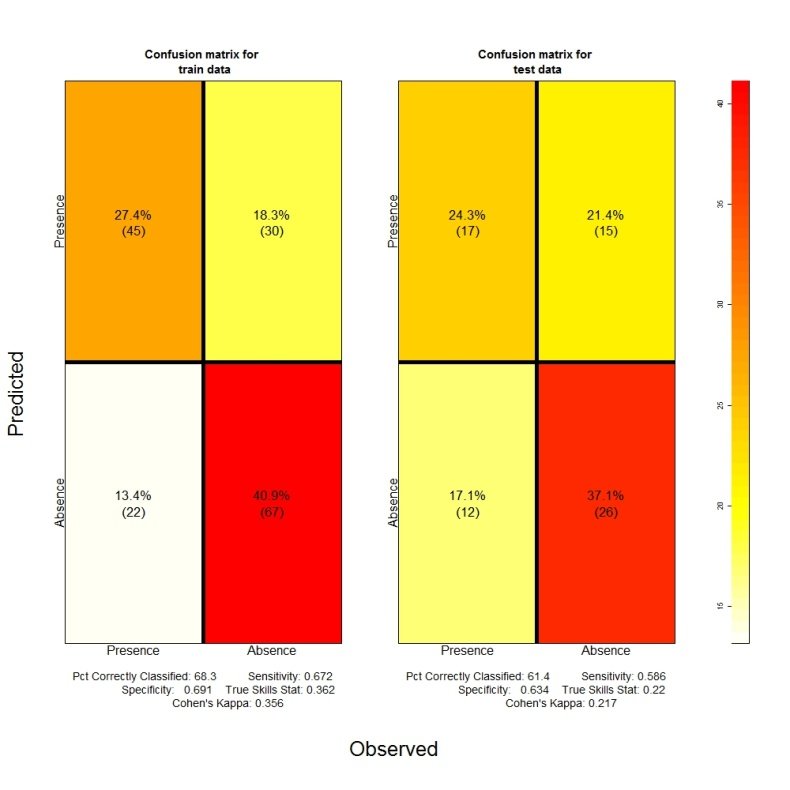 Confusion matrix for
train data
Confusion matrix for
test data
Predicted
Presence
27.4%
(45)
18.3%
(30)
Absence
13.4%
(22)
40.9%
(67)
Presence Absence
Pct Correctly Classified: 68.3 Sensitivity: 0.672
Specificity: 0.691 True Skills Stat: 0.362
Cohen's Kappa: 0.356
Presence
24.3%
(17)
21.4%
(15)
Absence
17.1%
(12)
37.1%
(26)
Presence Absence
Pct Correctly Classified: 61.4 Sensitivity: 0.586
Specificity: 0.634 True Skills Stat: 0.22
Cohen's Kappa: 0.217
40
35
30
25
20
15
Observed